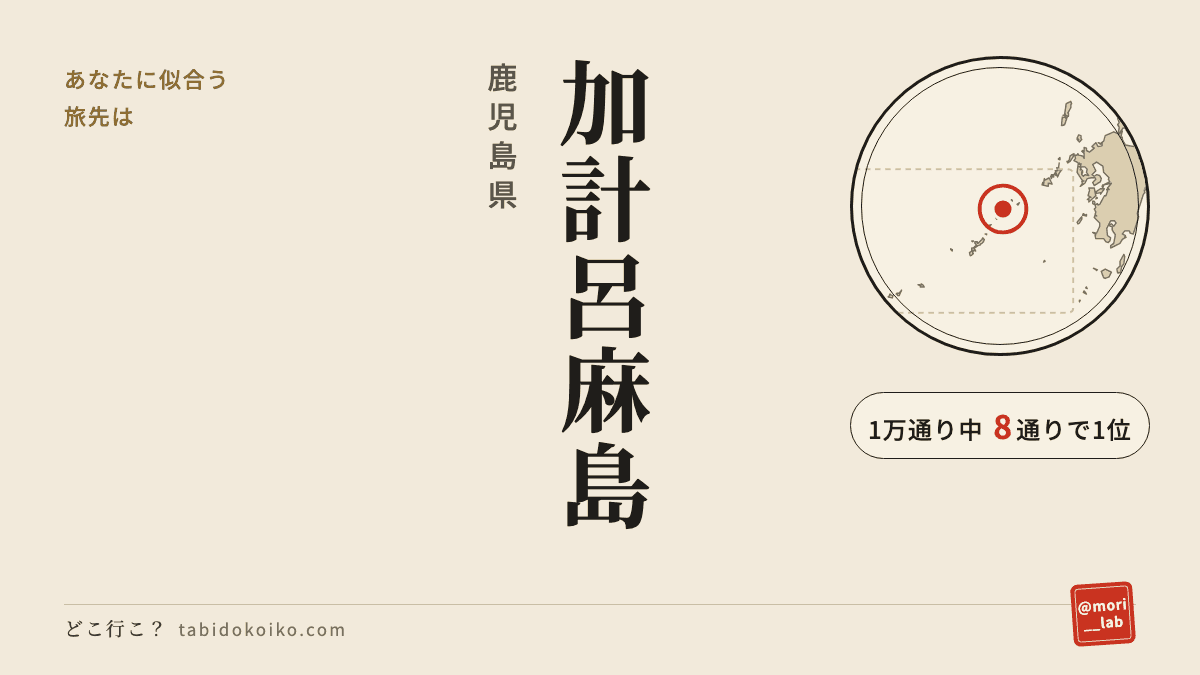 あなたに似合う
旅先は
加計呂麻島
鹿児島県
1万通り中 8通りで1位
どこ行こ？ tabidokoiko.com
@mori
__lab